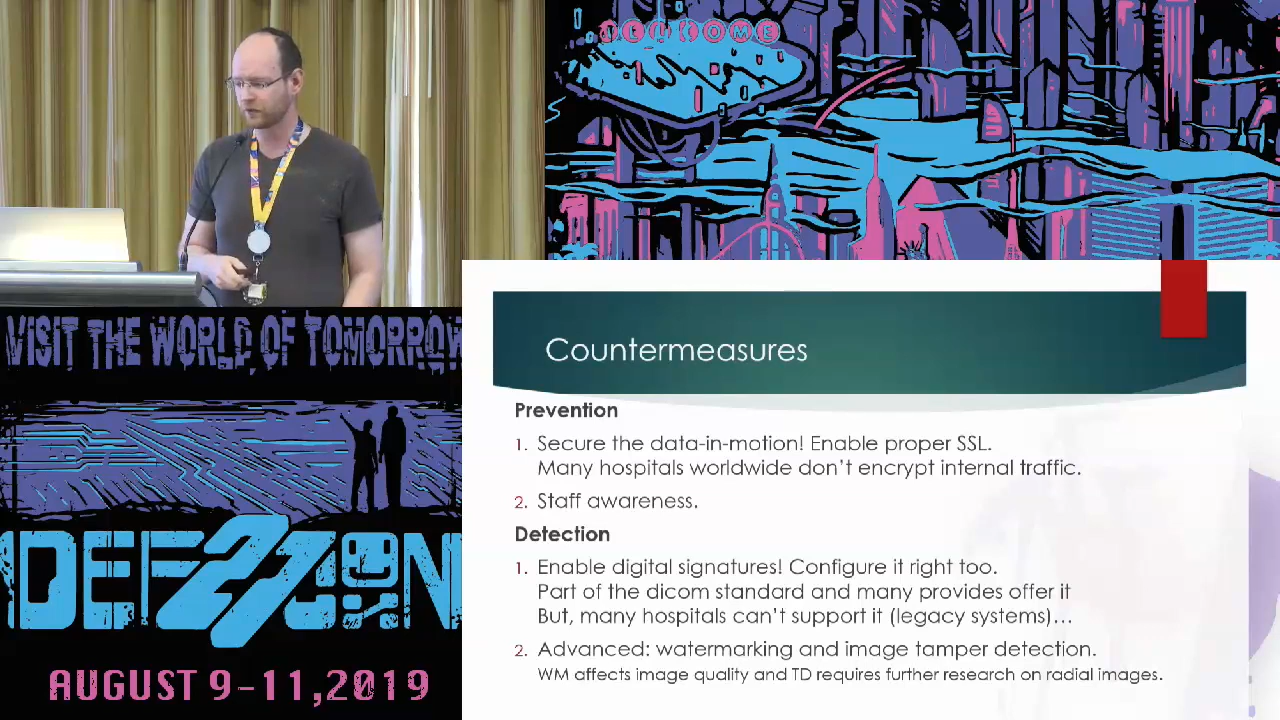 WELCOME
VISIT THE WORLD OF TOMORROW
DEFCON
27
AUGUST 9-11,2019
Countermeasures
Prevention
1. Secure the data-in-motion! Enable proper SSL.
Many hospitals worldwide don't encrypt internal traffic.
2. Staff awareness.
Detection
1. Enable digital signatures! Configure it right too.
Part of the dicom standard and many provides offer it
But, many hospitals can't support it (legacy systems)…
2. Advanced: watermarking and image tamper detection.
WM affects image quality and TD requires further research on radial images.